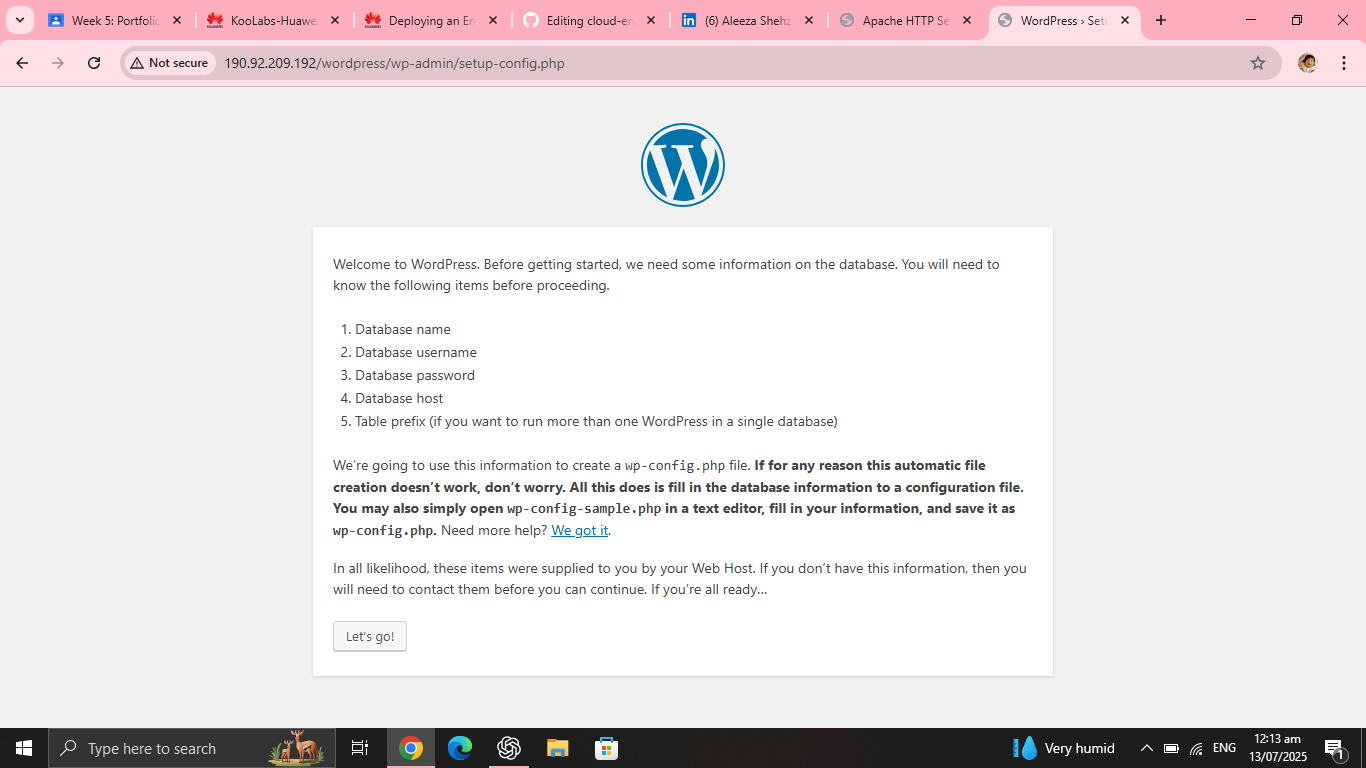 Week 5: Portfolio
KooLabs-Huawe
Deploying an En
Editing cloud-en
(6) Aleeza Shehz
Apache HTTP Se
WordPress › Setu
Not secure
190.92.209.192/wordpress/wp-admin/setup-config.php
Welcome to WordPress. Before getting started, we need some information on the database. You will need to
know the following items before proceeding.
1. Database name
2. Database username
3. Database password
4. Database host
5. Table prefix (if you want to run more than one WordPress in a single database)
We’re going to use this information to create a wp-config.php file. If for any reason this automatic file
creation doesn’t work, don’t worry. All this does is fill in the database information to a configuration file.
You may also simply open wp-config-sample.php in a text editor, fill in your information, and save it as
wp-config.php. Need more help? We got it.
In all likelihood, these items were supplied to you by your Web Host. If you don’t have this information, then you
will need to contact them before you can continue. If you’re all ready…
Let’s go!
Type here to search
Very humid
ENG
12:13 am
13/07/2025
1